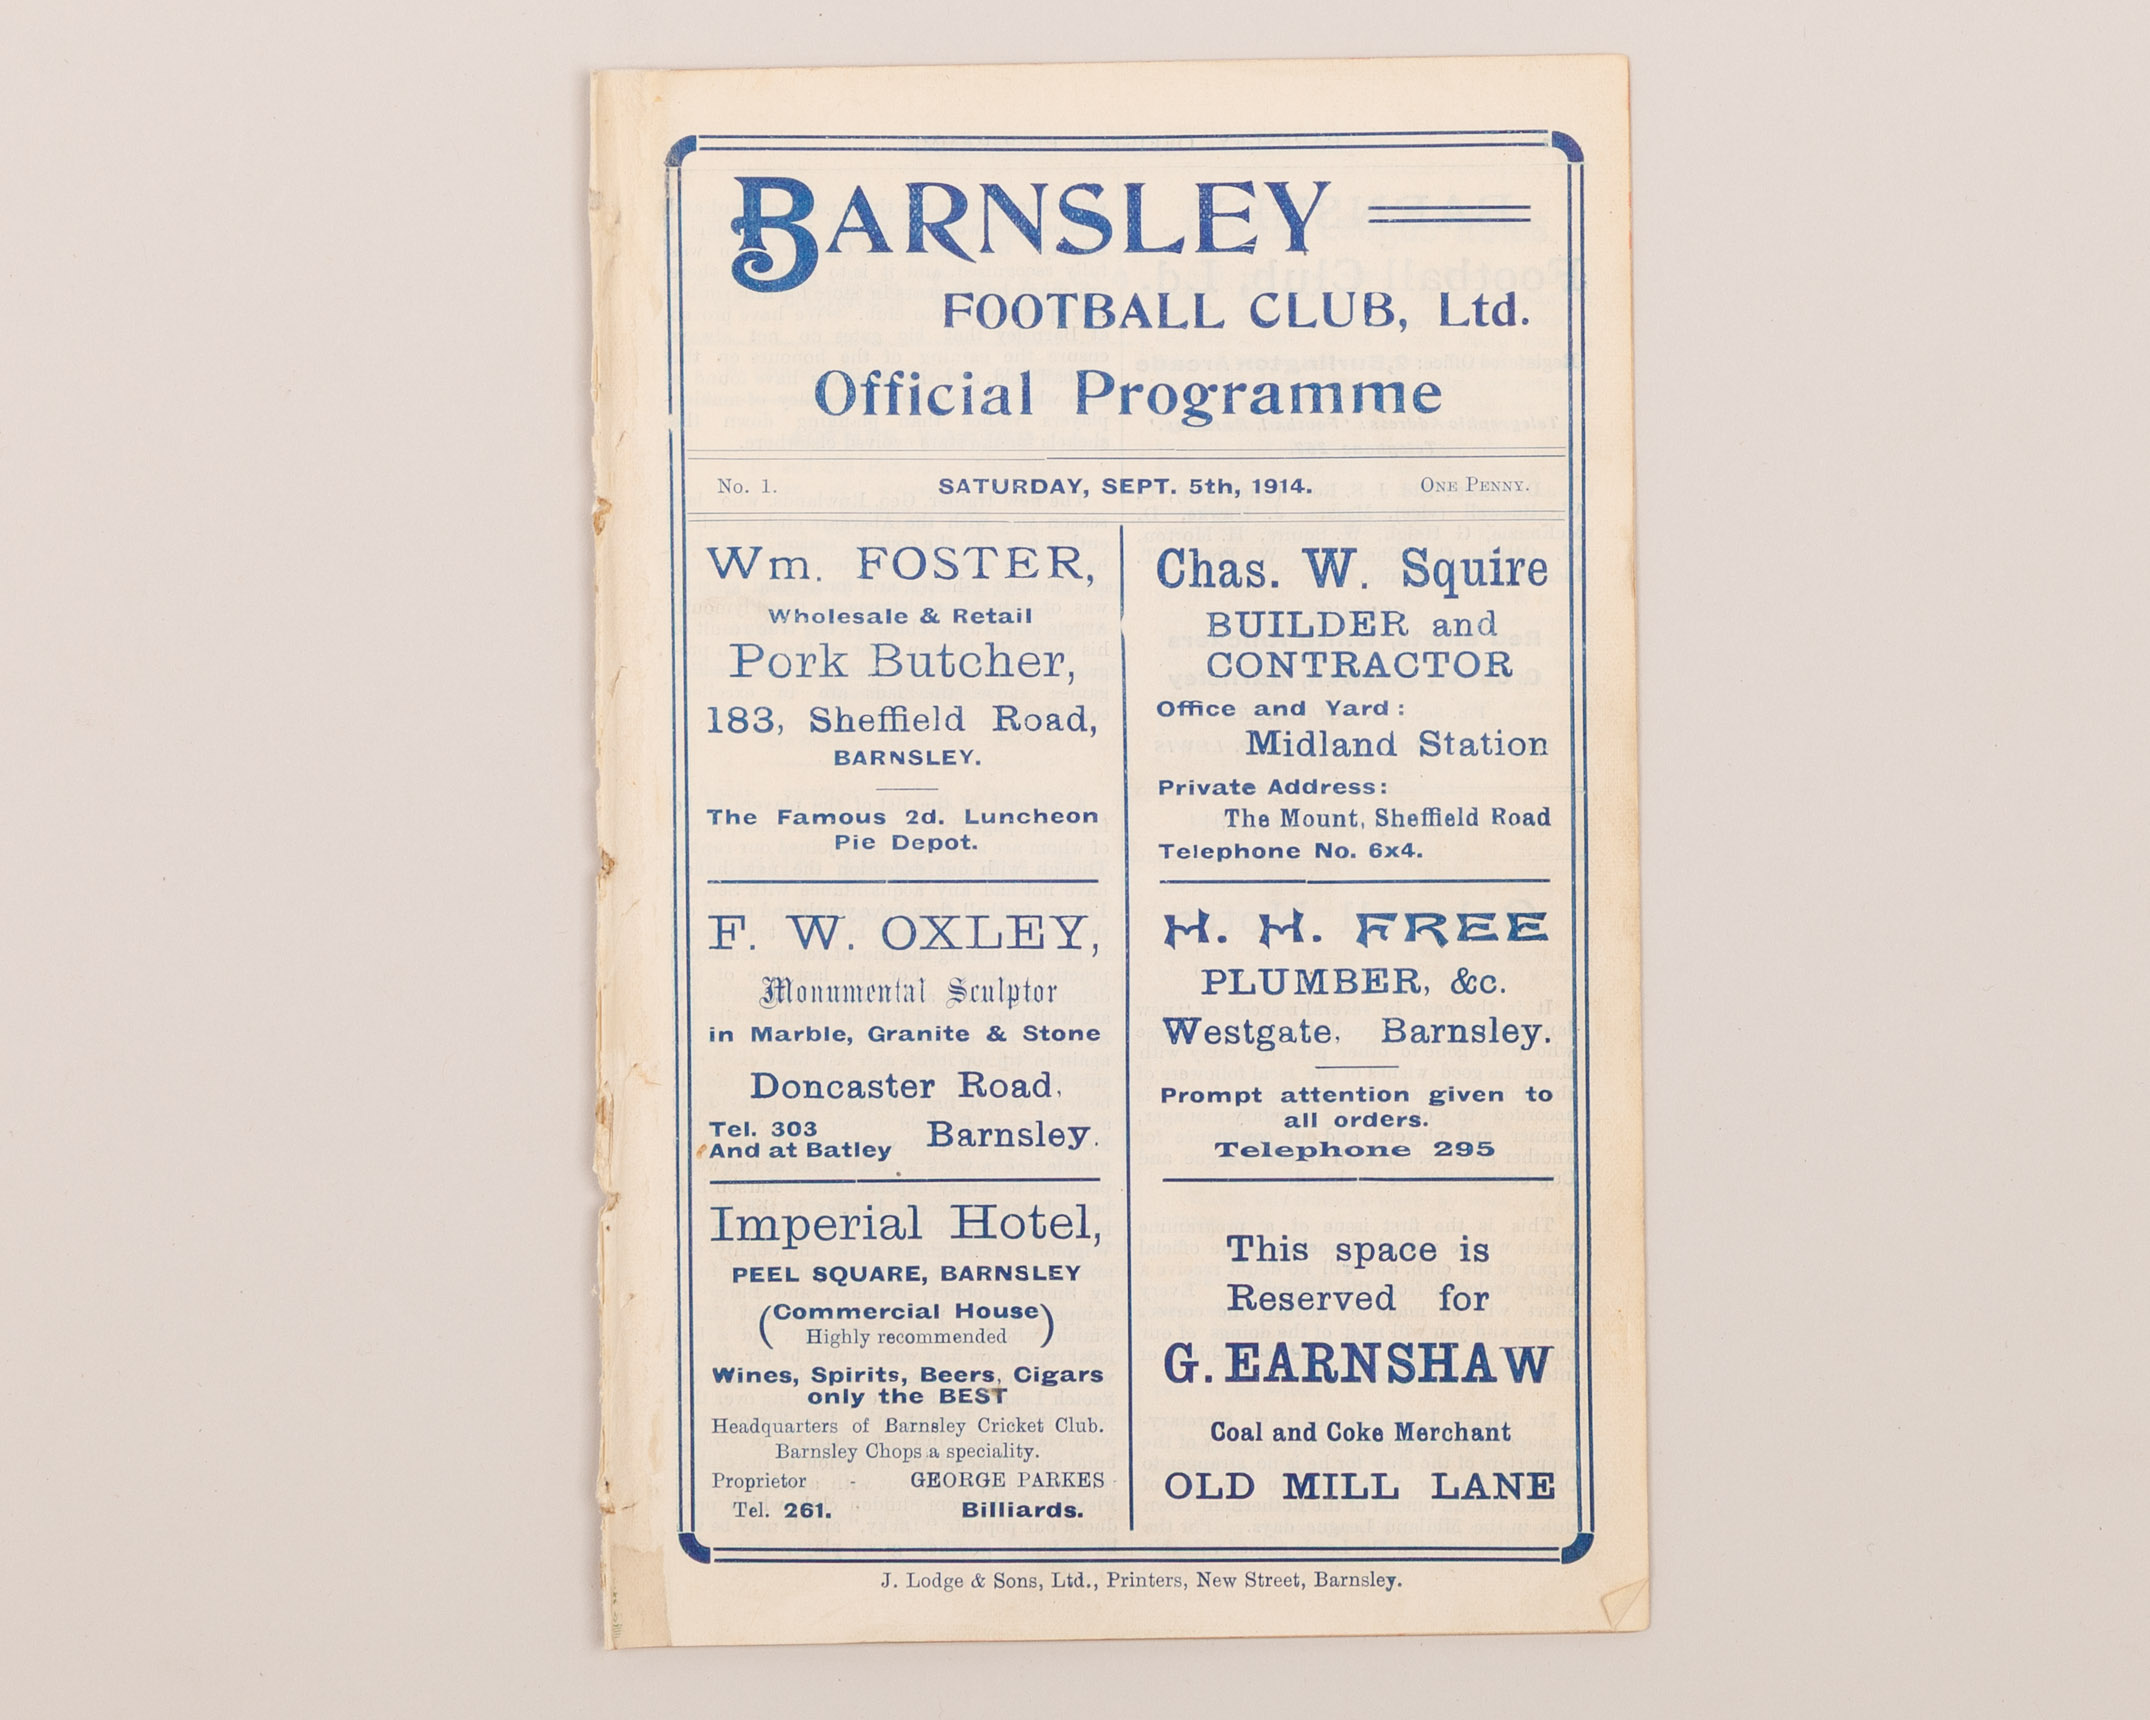 BARNSLEY
FOOTBALL CLUB, Ltd.
Official Programme
No. 1. SATURDAY, SEPT. 5th, 1914. ONE PENNY.
Wm. FOSTER,
Wholesale & Retail
Pork Butcher,
183, Sheffield Road,
BARNSLEY.
The Famous 2d. Luncheon
Pie Depot.
F. W. OXLEY,
Monumental Sculptor
in Marble, Granite & Stone
Doncaster Road,
Tel. 303
And at Batley
Barnsley.
Imperial Hotel,
PEEL SQUARE, BARNSLEY
(Commercial House)
Highly recommended
Wines, Spirits, Beers, Cigars
only the BEST
Headquarters of Barnsley Cricket Club.
Barnsley Chops a speciality.
Proprietor - GEORGE PARKES
Tel. 261. Billiards.
Chas. W. Squire
BUILDER and
CONTRACTOR
Office and Yard:
Midland Station
Private Address:
The Mount, Sheffield Road
Telephone No. 6x4.
H. H. FREE
PLUMBER, &c.
Westgate, Barnsley.
Prompt attention given to
all orders.
Telephone 295
This space is
Reserved for
G. EARNSHAW
Coal and Coke Merchant
OLD MILL LANE
J. Lodge & Sons, Ltd., Printers, New Street, Barnsley.